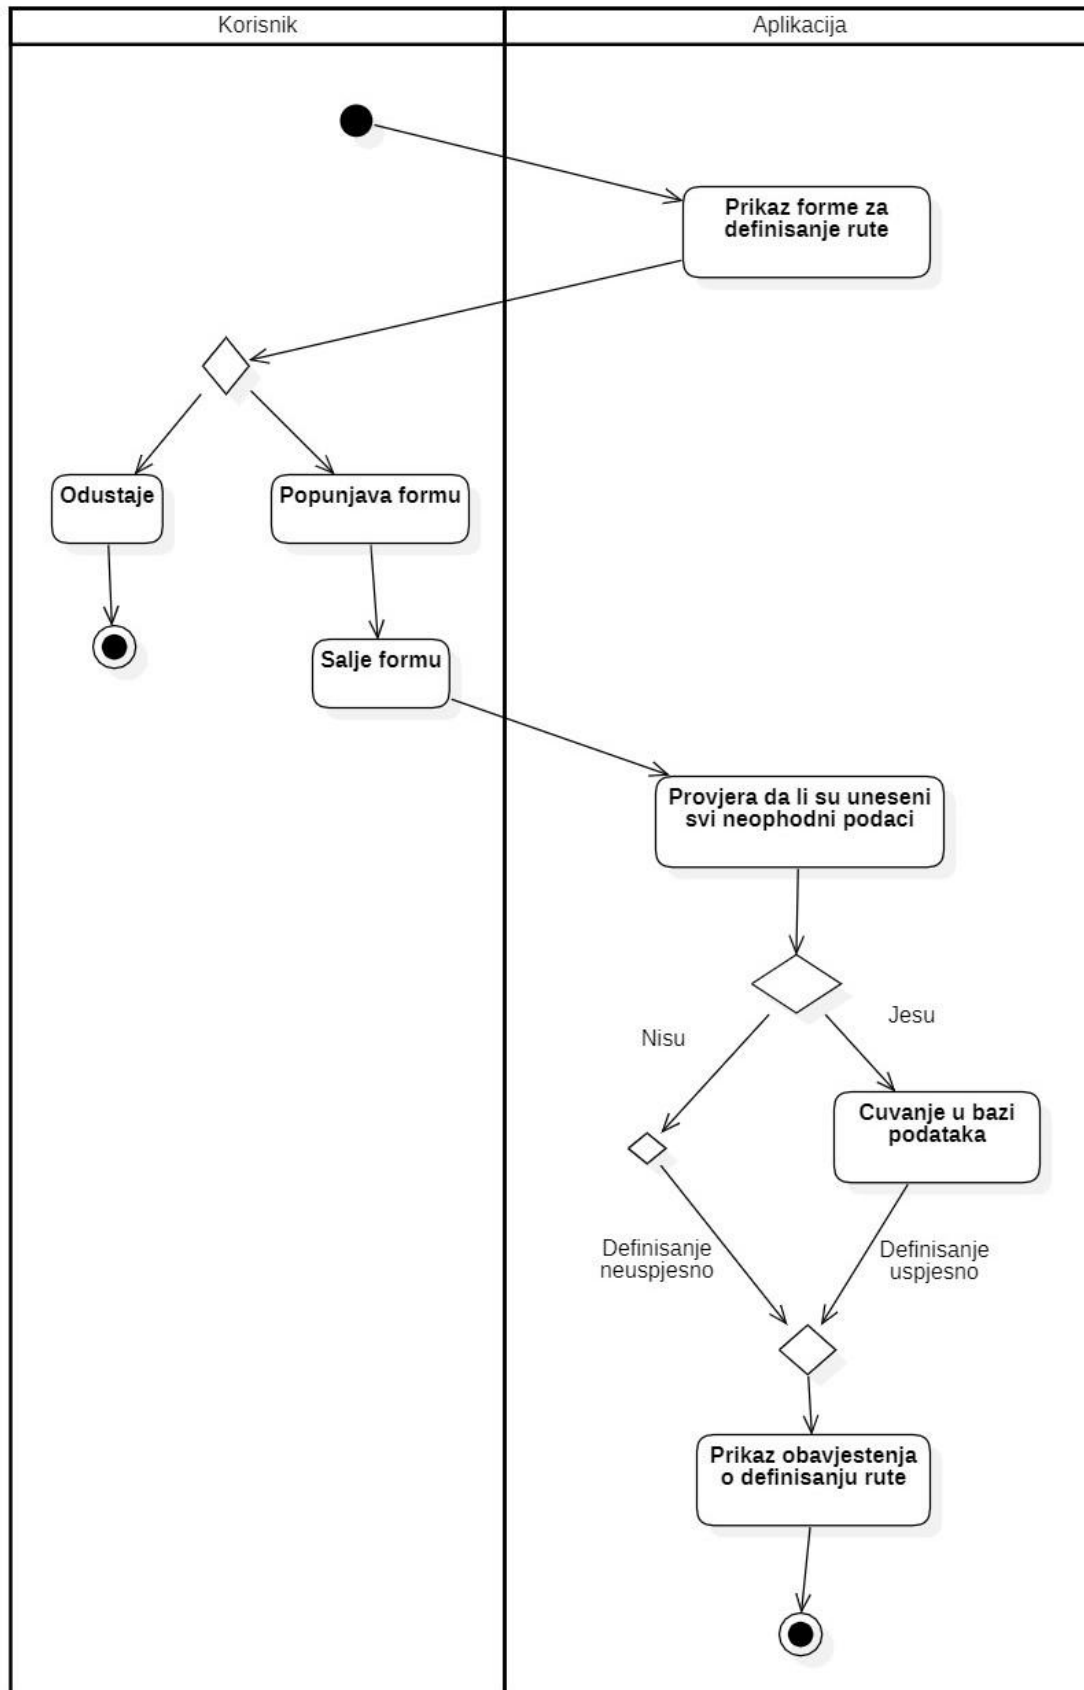 Korisnik
Aplikacija
Prikaz forme za
definisanje rute
Odustaje
Popunjava formu
Salje formu
Provjera da li su uneseni
svi neophodni podaci
Nisu
Jesu
Cuvanje u bazi
podataka
Definisanje
neuspjesno
Definisanje
uspjesno
Prikaz obavjestenja
o definisanju rute